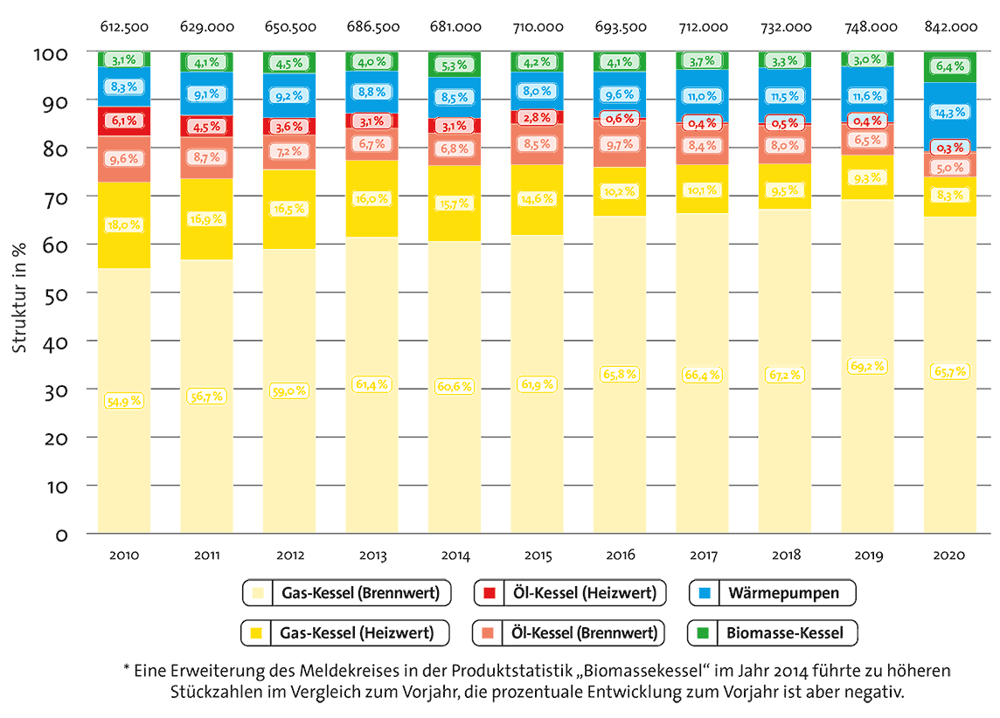 612.500 629.000 650.500 686.500 681.000 710.000 693.500 712.000 732.000 748.000 842.000
100
90
80
70
60
50
40
30
20
10
0
Struktur in %
3,1 % 4,1 % 4,5 % 4,0 % 5,3 % 4,2 % 4,1 % 3,7 % 3,3 % 3,0 % 6,4 %
8,3 % 9,1 % 9,2 % 8,8 % 8,5 % 8,0 % 9,6 % 11,0 % 11,5 % 11,6 % 14,3 %
6,1 % 4,5 % 3,6 % 3,1 % 3,1 % 2,8 % 0,6 % 0,4 % 0,5 % 0,4 % 0,3 %
9,6 % 8,7 % 7,2 % 6,7 % 6,8 % 8,5 % 9,7 % 8,4 % 8,0 % 6,5 % 5,0 %
18,0 % 16,9 % 16,5 % 16,0 % 15,7 % 14,6 % 10,2 % 10,1 % 9,5 % 9,3 % 8,3 %
54,9 % 56,7 % 59,0 % 61,4 % 60,6 % 61,9 % 65,8 % 66,4 % 67,2 % 69,2 % 65,7 %
2010 2011 2012 2013 2014 2015 2016 2017 2018 2019 2020
Gas-Kessel (Brennwert) Öl-Kessel (Heizwert) Wärmepumpen
Gas-Kessel (Heizwert) Öl-Kessel (Brennwert) Biomasse-Kessel
* Eine Erweiterung des Meldekreises in der Produktstatistik „Biomassekessel“ im Jahr 2014 führte zu höheren
Stückzahlen im Vergleich zum Vorjahr, die prozentuale Entwicklung zum Vorjahr ist aber negativ.